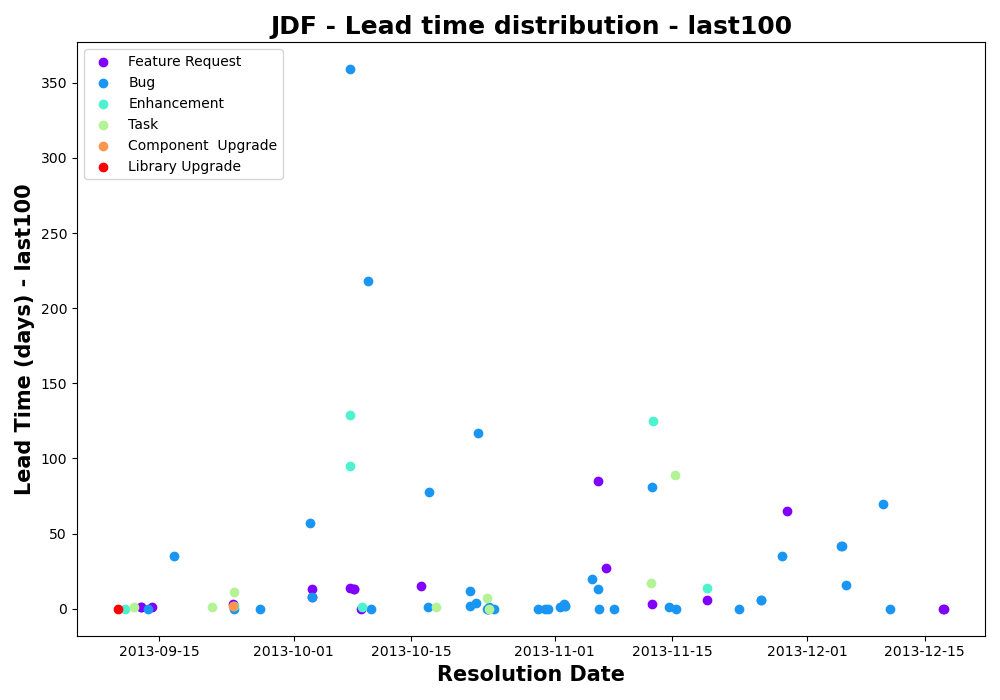 JDF - Lead time distribution - last100
Feature Request
Bug
Enhancement
Task
Component  Upgrade
Library Upgrade
Lead Time (days) - last100
350
300
250
200
150
100
50
0
2013-09-15
2013-10-01
2013-10-15
2013-11-01
2013-11-15
2013-12-01
2013-12-15
Resolution Date